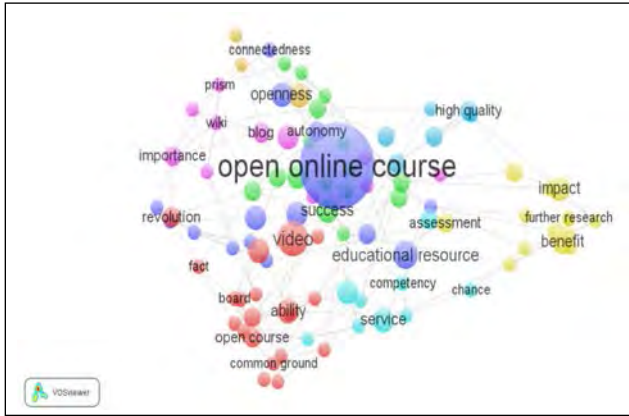 connectedness
prism
openness
high quality
wiki
blog
autonomy
importance
open online course
impact
success
revolution
assessment
further research
video
benefit
educational resource
fact
competency
chance
board
ability
service
open course
common ground
VOSviewer